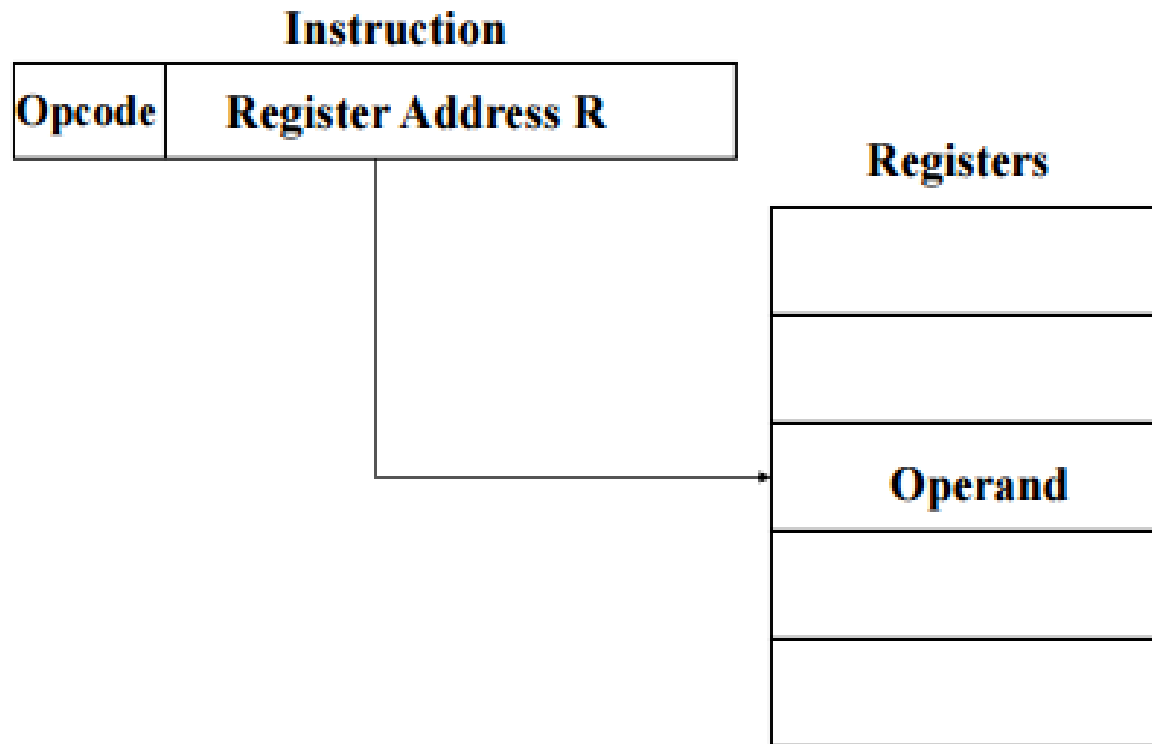 Instruction
Opcode
Register Address R
Registers
Operand